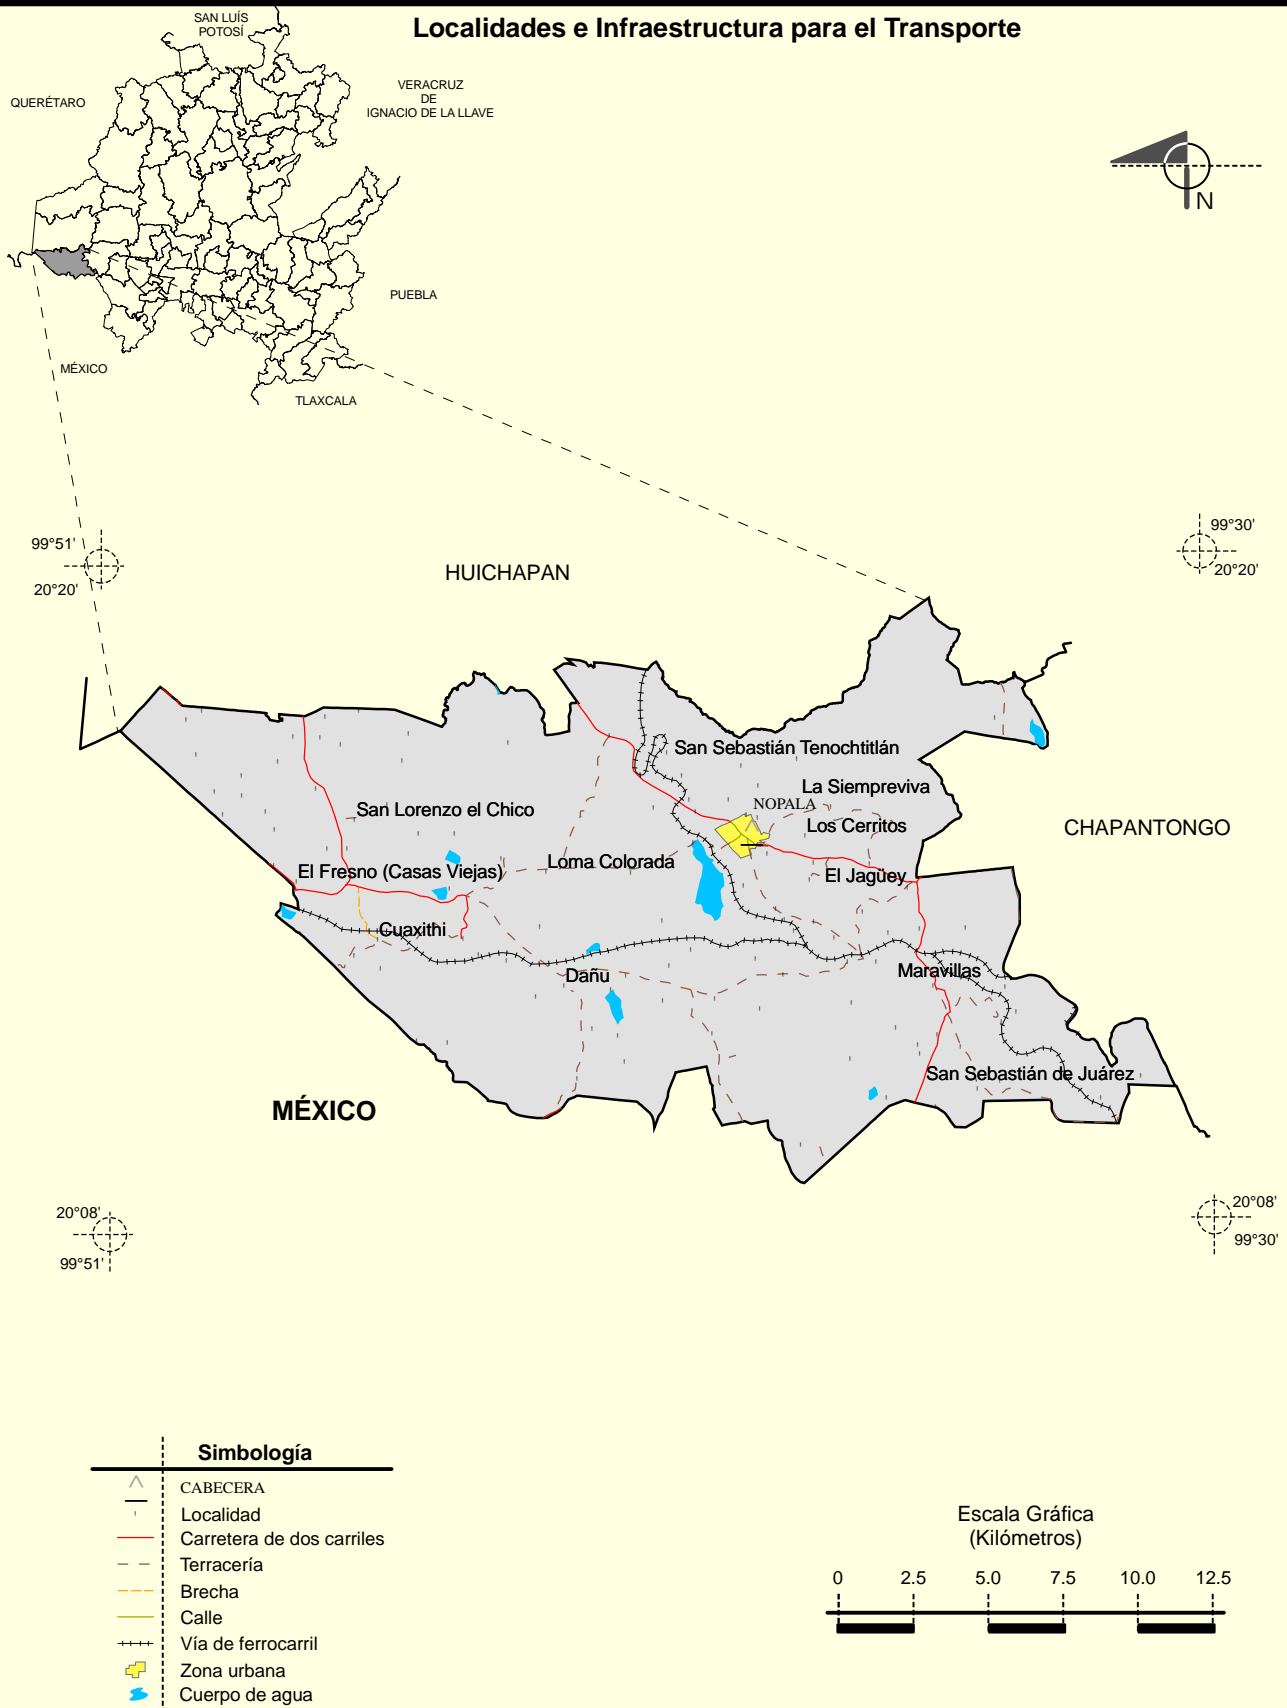 Localidades e Infraestructura para el Transporte
SAN LUÍS
POTOSÍ
VERACRUZ
DE
IGNACIO DE LA LLAVE
QUERÉTARO
N
PUEBLA
MÉXICO
TLAXCALA
99°51'
20°20'
99°30'
20°20'
HUICHAPAN
San Sebastián Tenochtitlán
La Siempreviva
NOPALA
San Lorenzo el Chico
Los Cerritos
CHAPANTONGO
Loma Colorada
El Fresno (Casas Viejas)
El Jagüey
Cuaxithi
Dañu
Maravillas
San Sebastián de Juárez
MÉXICO
20°08'
99°51'
20°08'
99°30'
Simbología
CABECERA
Localidad
Carretera de dos carriles
Terracería
Brecha
Calle
Vía de ferrocarril
Zona urbana
Cuerpo de agua
Escala Gráfica
(Kilómetros)
0 2.5 5.0 7.5 10.0 12.5